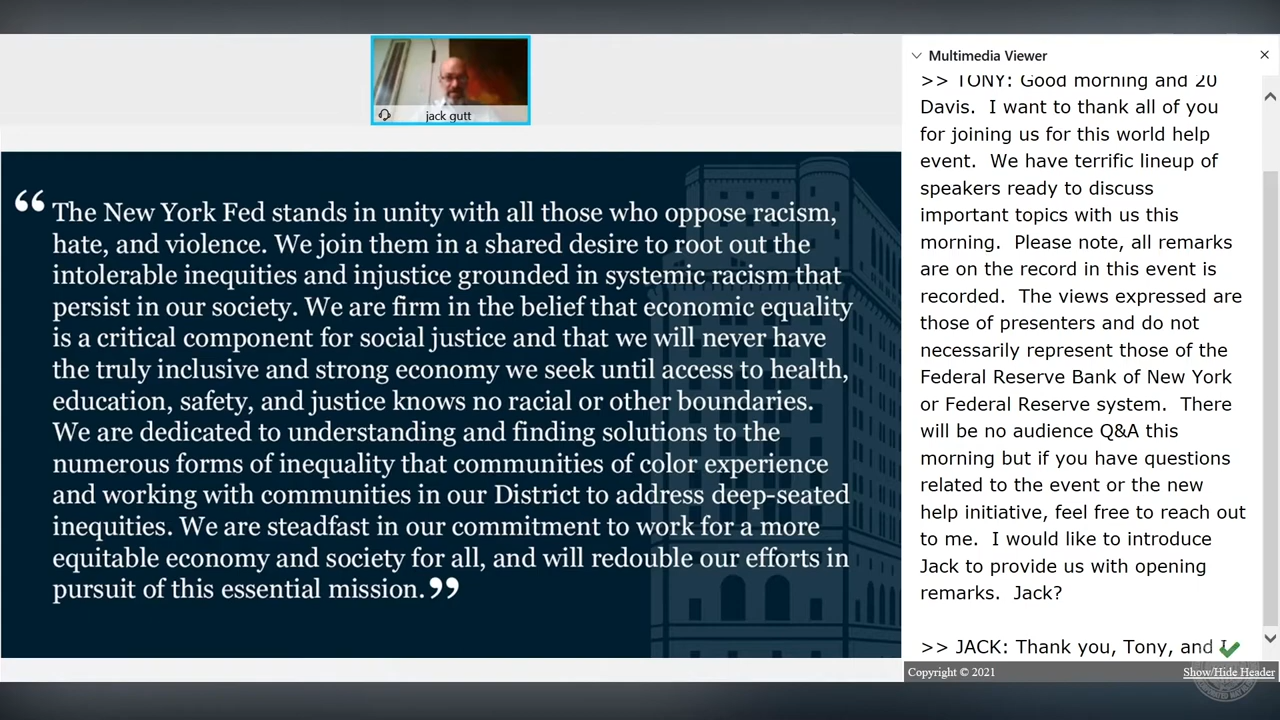 jack gutt
“ The New York Fed stands in unity with all those who oppose racism,
hate, and violence. We join them in a shared desire to root out the
intolerable inequities and injustice grounded in systemic racism that
persist in our society. We are firm in the belief that economic equality
is a critical component for social justice and that we will never have
the truly inclusive and strong economy we seek until access to health,
education, safety, and justice knows no racial or other boundaries.
We are dedicated to understanding and finding solutions to the
numerous forms of inequality that communities of color experience
and working with communities in our District to address deep-seated
inequities. We are steadfast in our commitment to work for a more
equitable economy and society for all, and will redouble our efforts in
pursuit of this essential mission.”
Multimedia Viewer
>> TONY: Good morning and 20
Davis. I want to thank all of you
for joining us for this world help
event. We have terrific lineup of
speakers ready to discuss
important topics with us this
morning. Please note, all remarks
are on the record in this event is
recorded. The views expressed are
those of presenters and do not
necessarily represent those of the
Federal Reserve Bank of New York
or Federal Reserve system. There
will be no audience Q&A this
morning but if you have questions
related to the event or the new
help initiative, feel free to reach out
to me. I would like to introduce
Jack to provide us with opening
remarks. Jack?
>> JACK: Thank you, Tony, and I
Copyright © 2021
Show/Hide Header